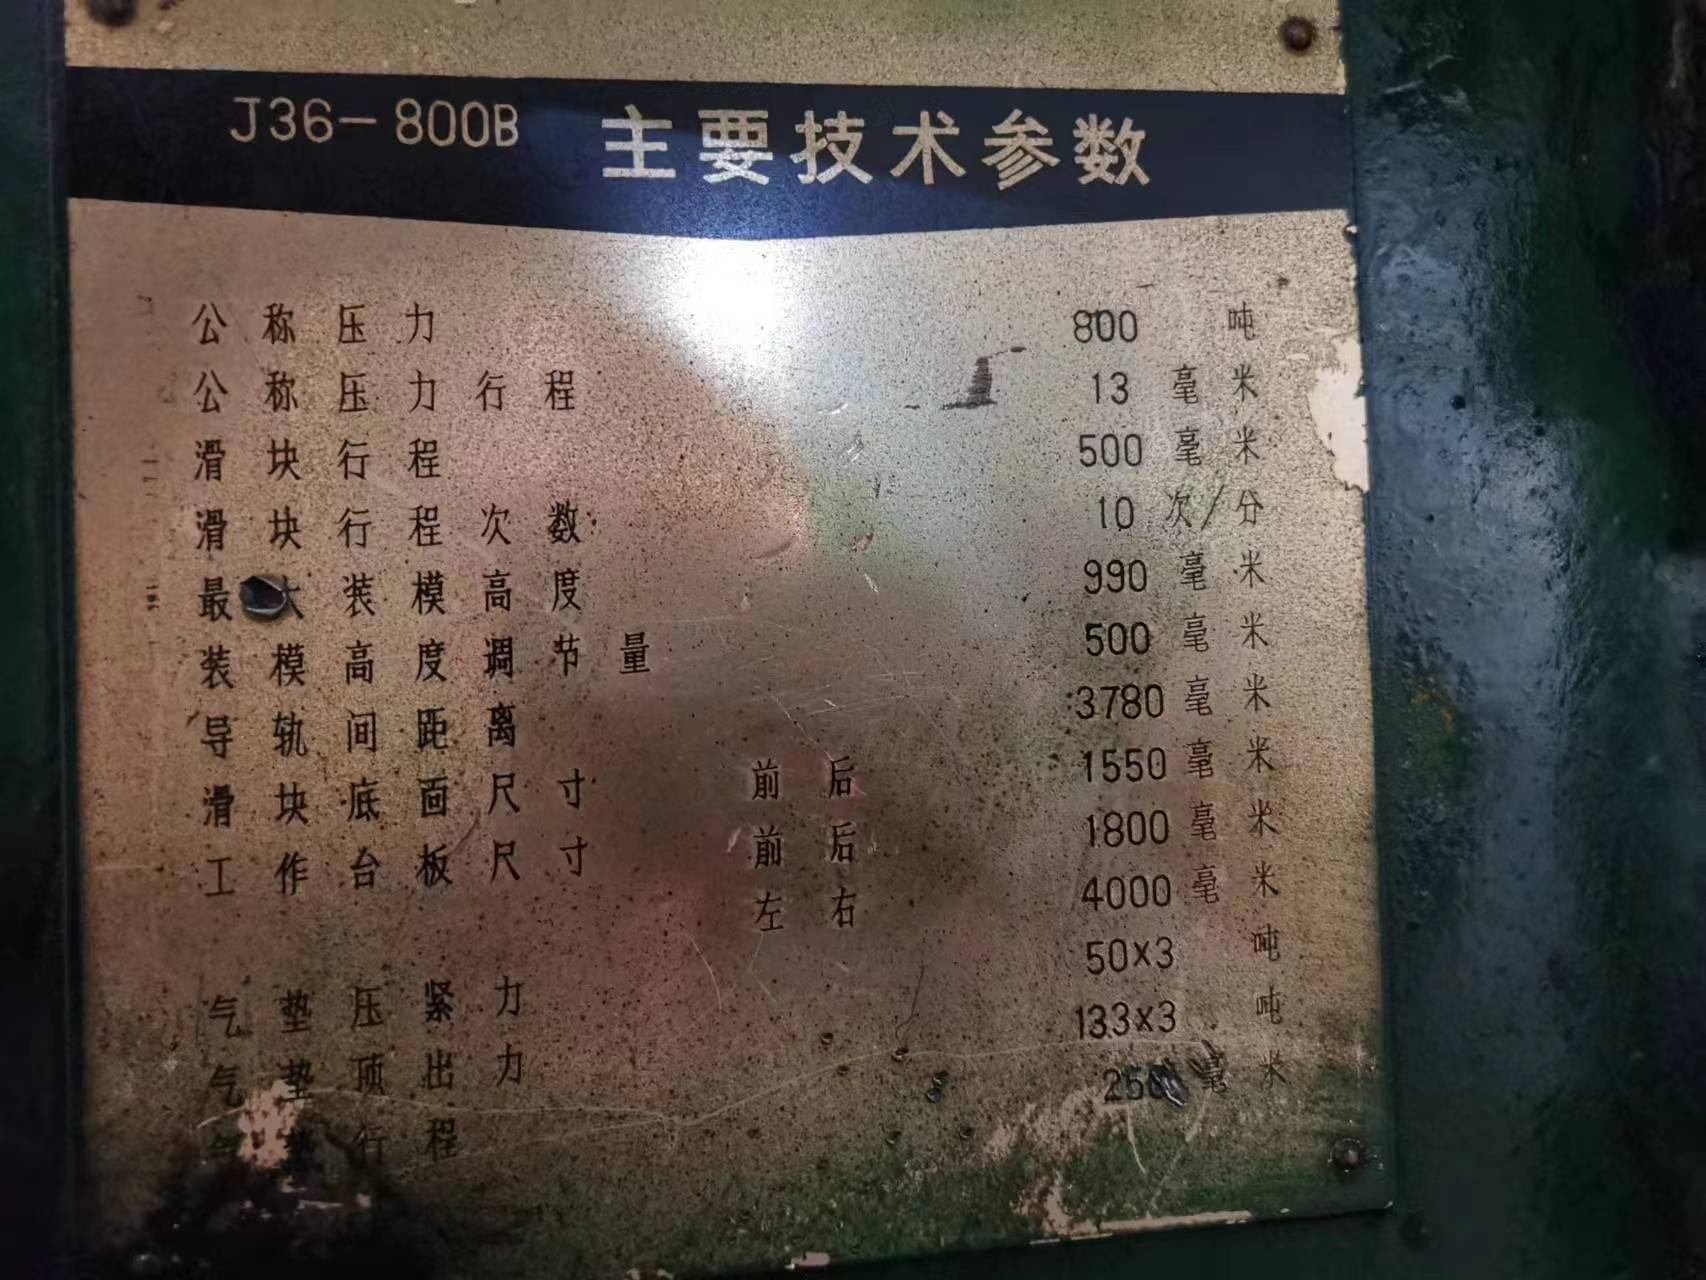 J36-800B 主要技术参数
公称压力 800 吨
公称压力行程 13 毫米
滑块行程 500 毫米
滑块行程次数 10 次/分
最大装模高度 990 毫米
装模高度调节量 500 毫米
导轨间距离 3780 毫米
滑块底面尺寸 前后 1550 毫米
工作台板尺寸 前后 1800 毫米
左右 4000 毫米
气垫压紧力 50x3 吨
气垫顶出力 13.3x3 吨
气垫行程 250 毫米